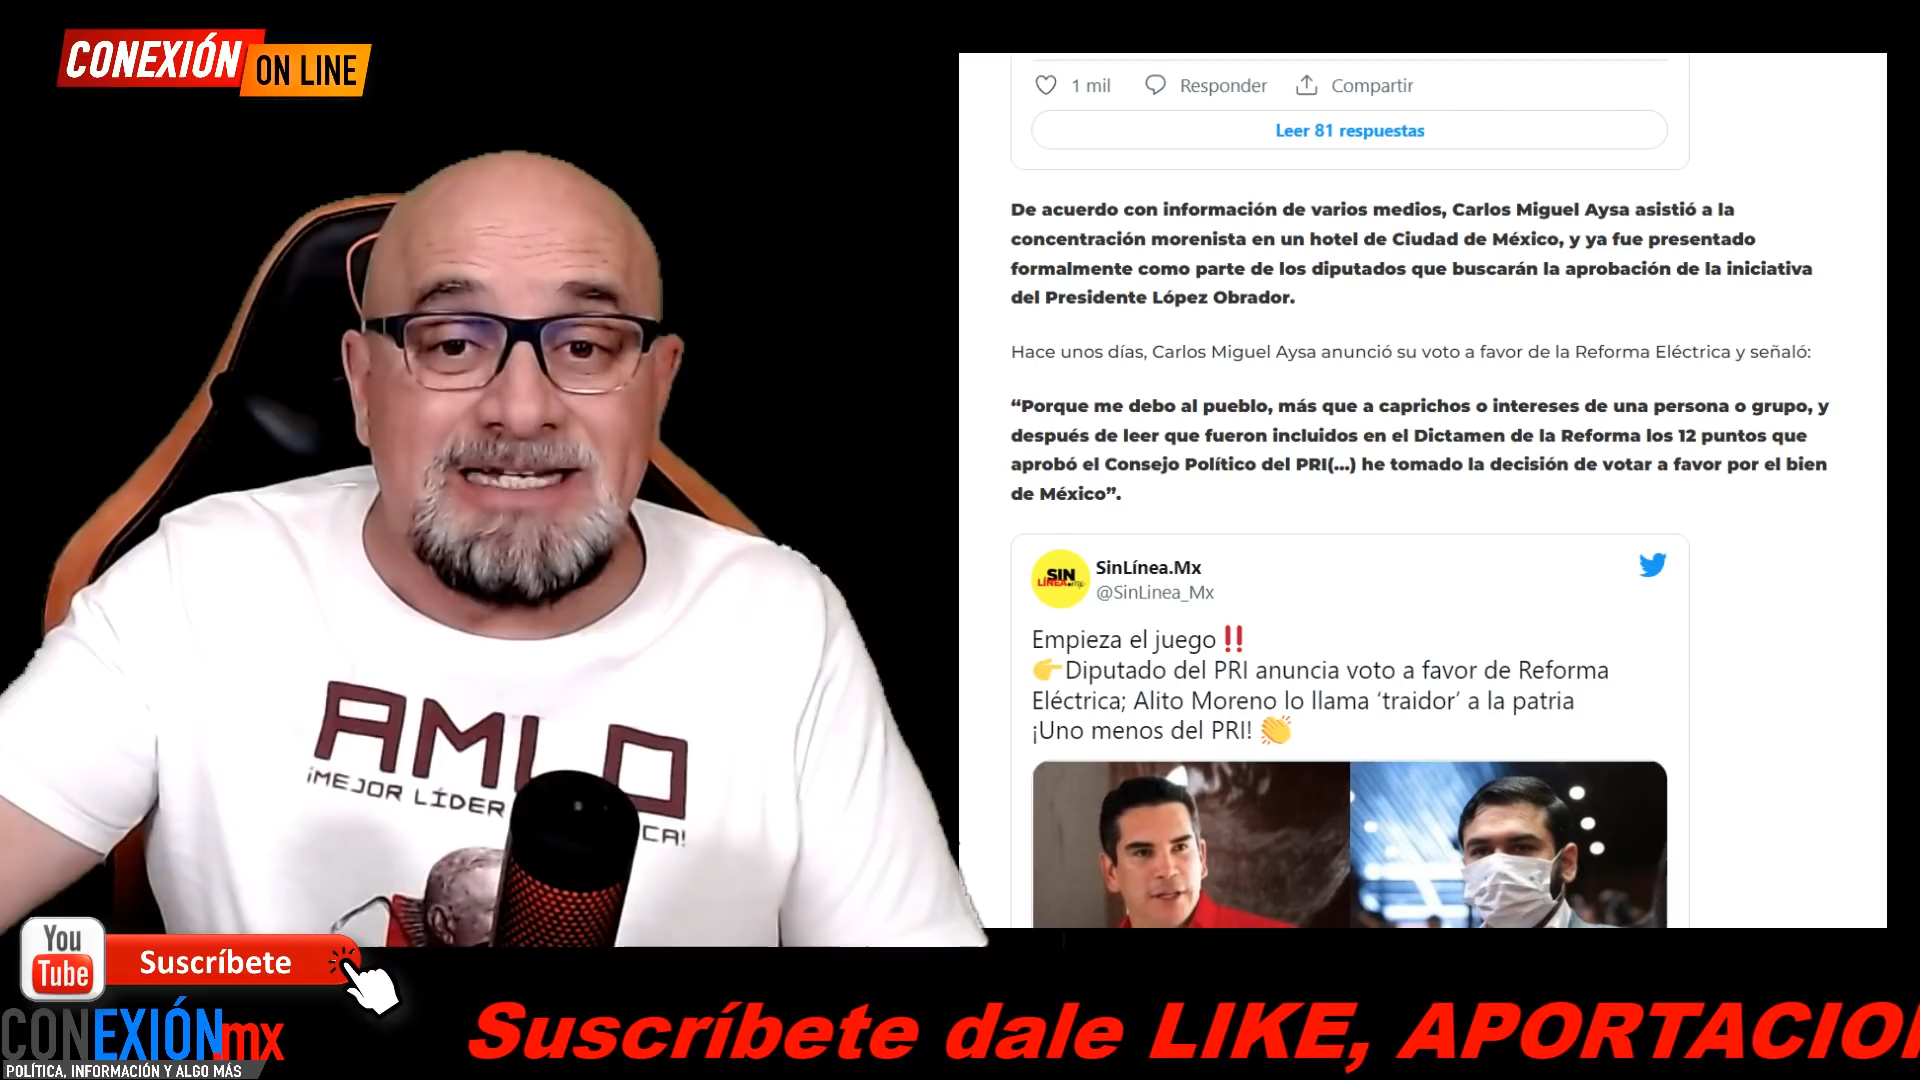 CONEXIÓN
ON LINE
1 mil
Responder
Compartir
Leer 81 respuestas
De acuerdo con información de varios medios, Carlos Miguel Aysa asistió a la
concentración morenista en un hotel de Ciudad de México, y ya fue presentado
formalmente como parte de los diputados que buscarán la aprobación de la iniciativa
del Presidente López Obrador.
Hace unos días, Carlos Miguel Aysa anunció su voto a favor de la Reforma Eléctrica y señaló:
“Porque me debo al pueblo, más que a caprichos o intereses de una persona o grupo, y
después de leer que fueron incluidos en el Dictamen de la Reforma los 12 puntos que
aprobó el Consejo Político del PRI(...) he tomado la decisión de votar a favor por el bien
de México”.
SIN
LÍNEA.mx
SinLínea.Mx
@SinLinea_Mx
Empieza el juego‼️
👉Diputado del PRI anuncia voto a favor de Reforma
Eléctrica; Alito Moreno lo llama ‘traidor’ a la patria
¡Uno menos del PRI! 👏
AMLO
¡MEJOR LÍDER
CA!
You
Tube
Suscríbete
CONEXIÓN.mx
POLÍTICA, INFORMACIÓN Y ALGO MÁS
Suscríbete dale LIKE, APORTACIO